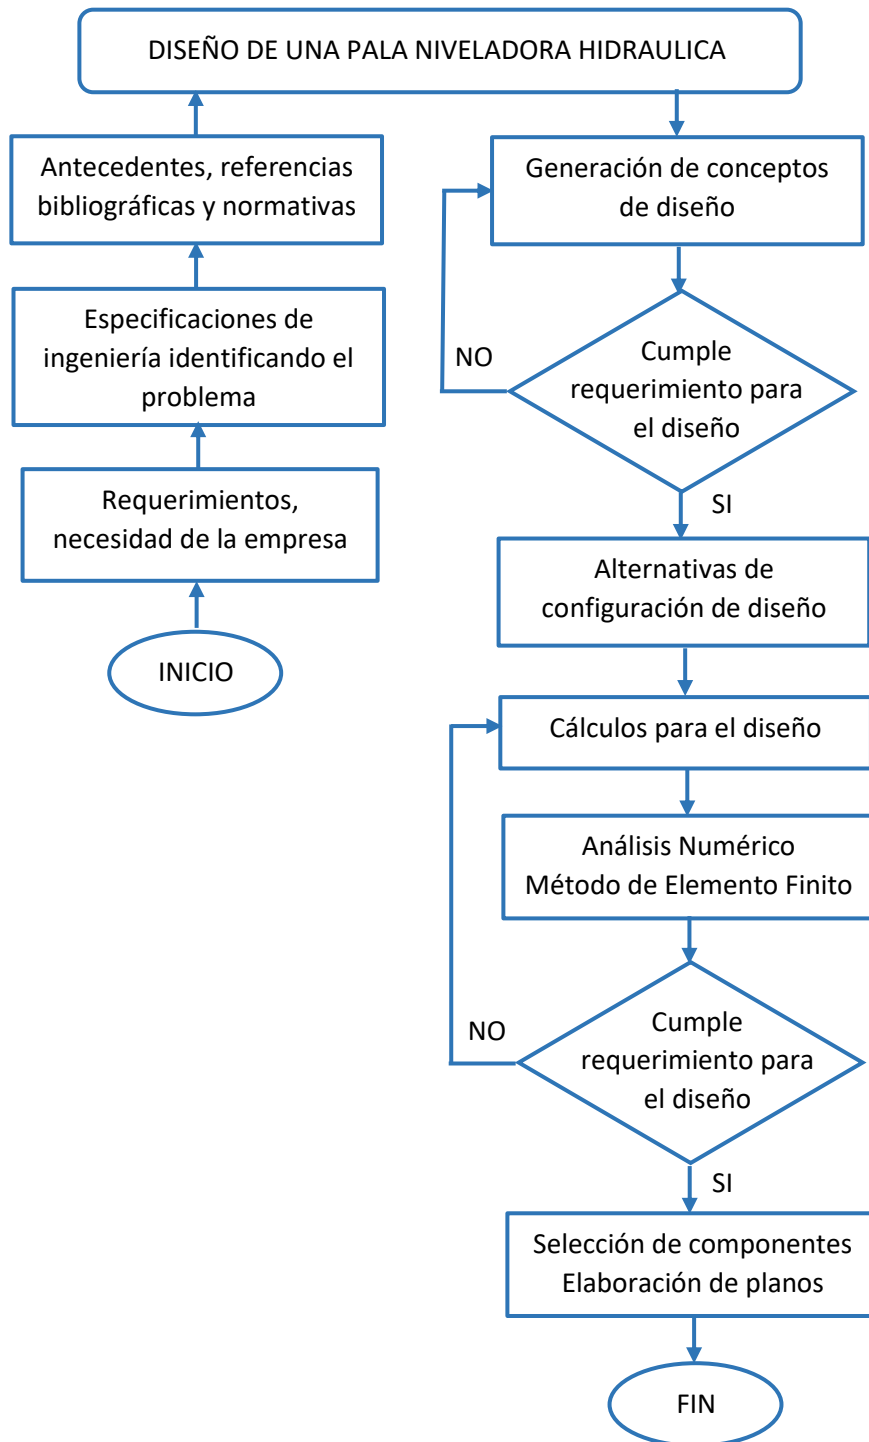 DISEÑO DE UNA PALA NIVELADORA HIDRAULICA
Antecedentes, referencias
bibliográficas y normativas
Especificaciones de
ingeniería identificando el
problema
Requerimientos,
necesidad de la empresa
INICIO
Generación de conceptos
de diseño
NO
Cumple
requerimiento para
el diseño
SI
Alternativas de
configuración de diseño
Cálculos para el diseño
Análisis Numérico
Método de Elemento Finito
NO
Cumple
requerimiento para
el diseño
SI
Selección de componentes
Elaboración de planos
FIN